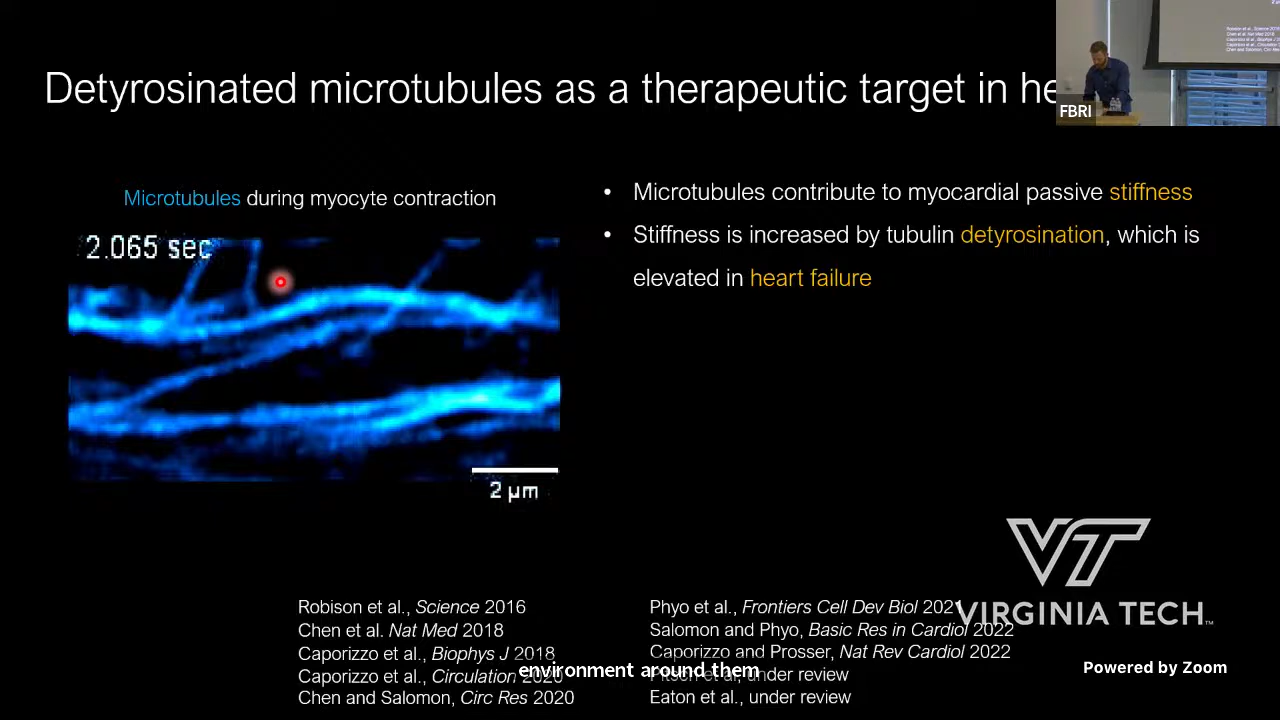 Detyrosinated microtubules as a therapeutic target in he
FBRI
Microtubules during myocyte contraction
2.065 sec
2 μm
• Microtubules contribute to myocardial passive stiffness
• Stiffness is increased by tubulin detyrosination, which is
elevated in heart failure
Robison et al., Science 2016
Chen et al. Nat Med 2018
Caporizzo et al., Biophys J 2018
Caporizzo et al., Circulation 2020
Chen and Salomon, Circ Res 2020
Phyo et al., Frontiers Cell Dev Biol 2021
Salomon and Phyo, Basic Res in Cardiol 2022
Caporizzo and Prosser, Nat Rev Cardiol 2022
et al, under review
Eaton et al., under review
environment around them
VT
VIRGINIA TECH™
Powered by Zoom